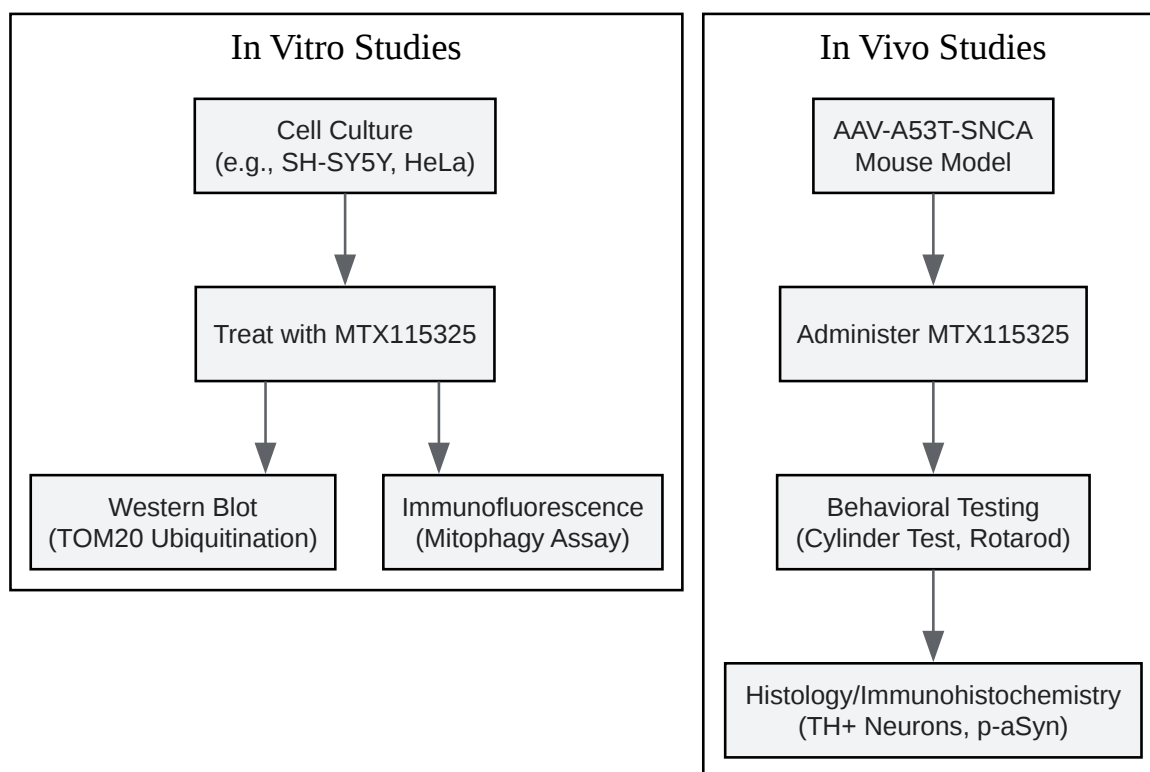 In Vitro Studies
Cell Culture
(e.g., SH-SY5Y, HeLa)
Treat with MTX115325
Western Blot
(TOM20 Ubiquitination)
Immunofluorescence
(Mitophagy Assay)
In Vivo Studies
AAV-A53T-SNCA
Mouse Model
Administer MTX115325
Behavioral Testing
(Cylinder Test, Rotarod)
Histology/Immunohistochemistry
(TH+ Neurons, p-aSyn)